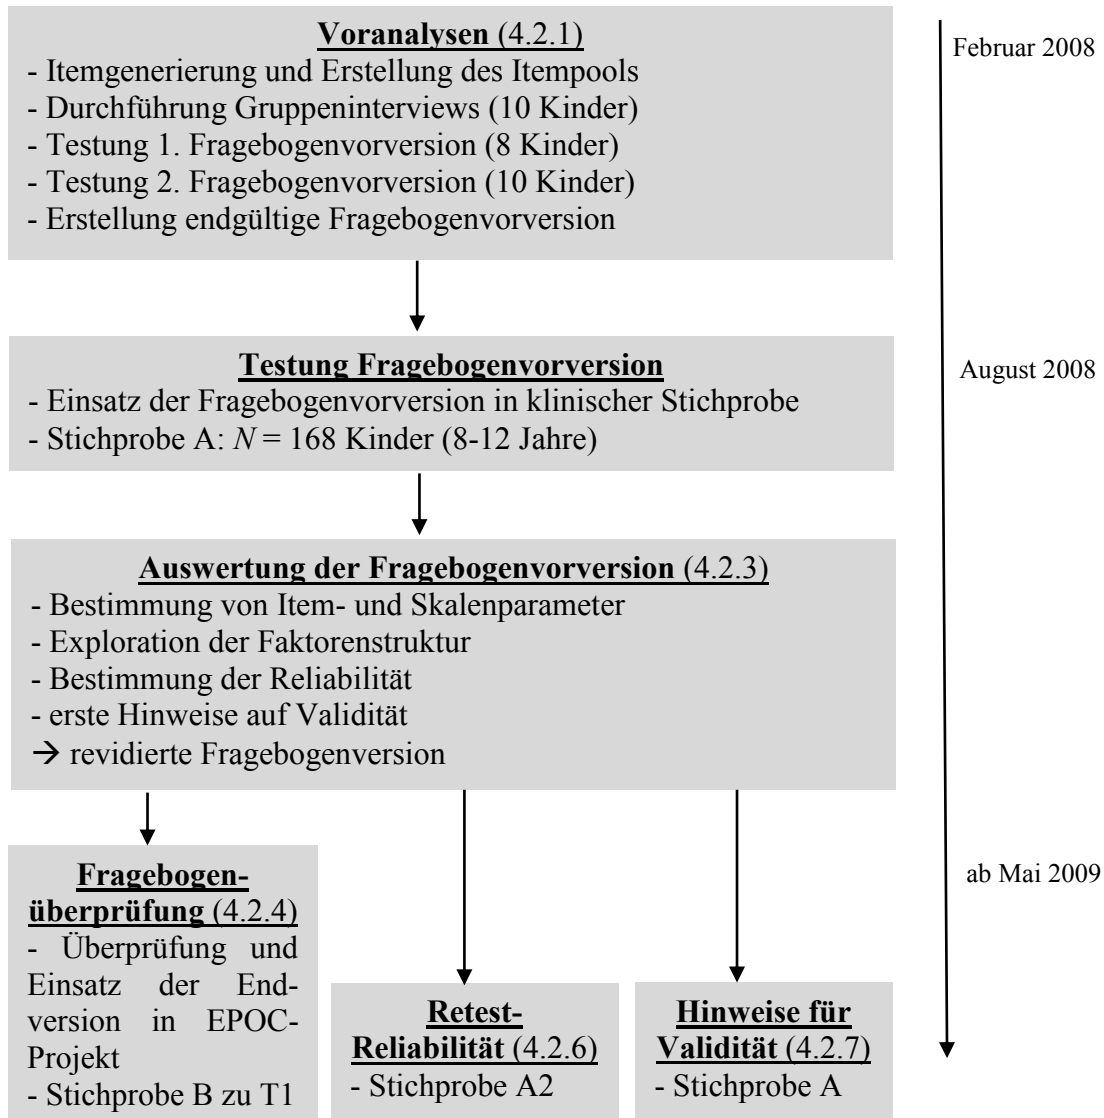 Voranalysen (4.2.1)
- Itemgenerierung und Erstellung des Itempools
- Durchführung Gruppeninterviews (10 Kinder)
- Testung 1. Fragebogenvorversion (8 Kinder)
- Testung 2. Fragebogenvorversion (10 Kinder)
- Erstellung endgültige Fragebogenvorversion
Februar 2008
Testung Fragebogenvorversion
- Einsatz der Fragebogenvorversion in klinischer Stichprobe
- Stichprobe A: N = 168 Kinder (8-12 Jahre)
August 2008
Auswertung der Fragebogenvorversion (4.2.3)
- Bestimmung von Item- und Skalenparameter
- Exploration der Faktorenstruktur
- Bestimmung der Reliabilität
- erste Hinweise auf Validität
→ revidierte Fragebogenversion
ab Mai 2009
Fragebogen-
überprüfung (4.2.4)
- Überprüfung und
Einsatz der End-
version in EPOC-
Projekt
- Stichprobe B zu T1
Retest-
Reliabilität (4.2.6)
- Stichprobe A2
Hinweise für
Validität (4.2.7)
- Stichprobe A